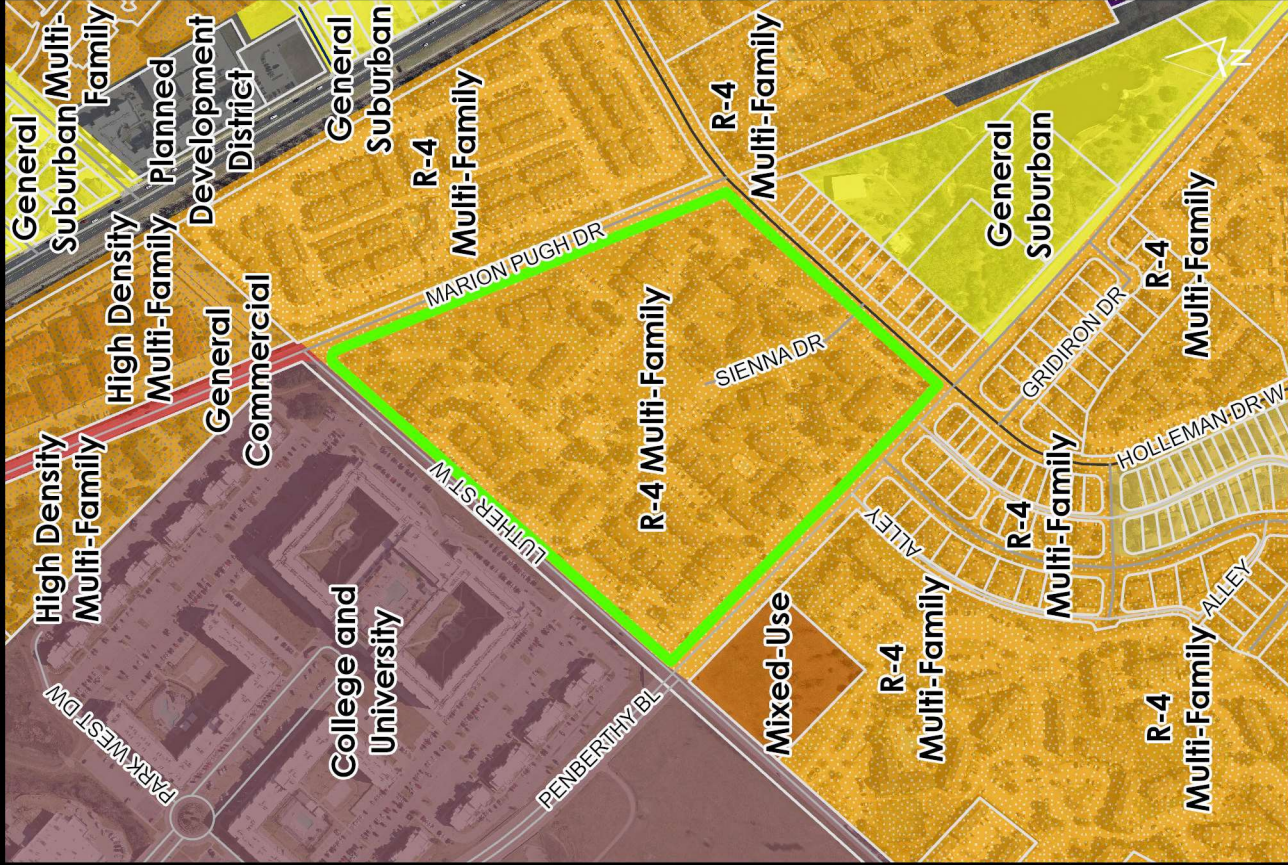 General
Suburban
Multi-
Family
Planned
Development
District
General
Suburban
High Density
Multi-Family
General
Commercial
R-4
Multi-Family
R-4
Multi-Family
High Density
Multi-Family
MARION PUGH DR
LUTHER ST W
R-4 Multi-Family
SIENNA DR
General
Suburban
College and
University
PARK WEST DW
PENBERTHY BL
Mixed-Use
R-4
Multi-Family
GRIDIRON DR
R-4
Multi-Family
HOLLEMAN DR W
ALLEY
R-4
Multi-Family
ALLEY
R-4
Multi-Family
N